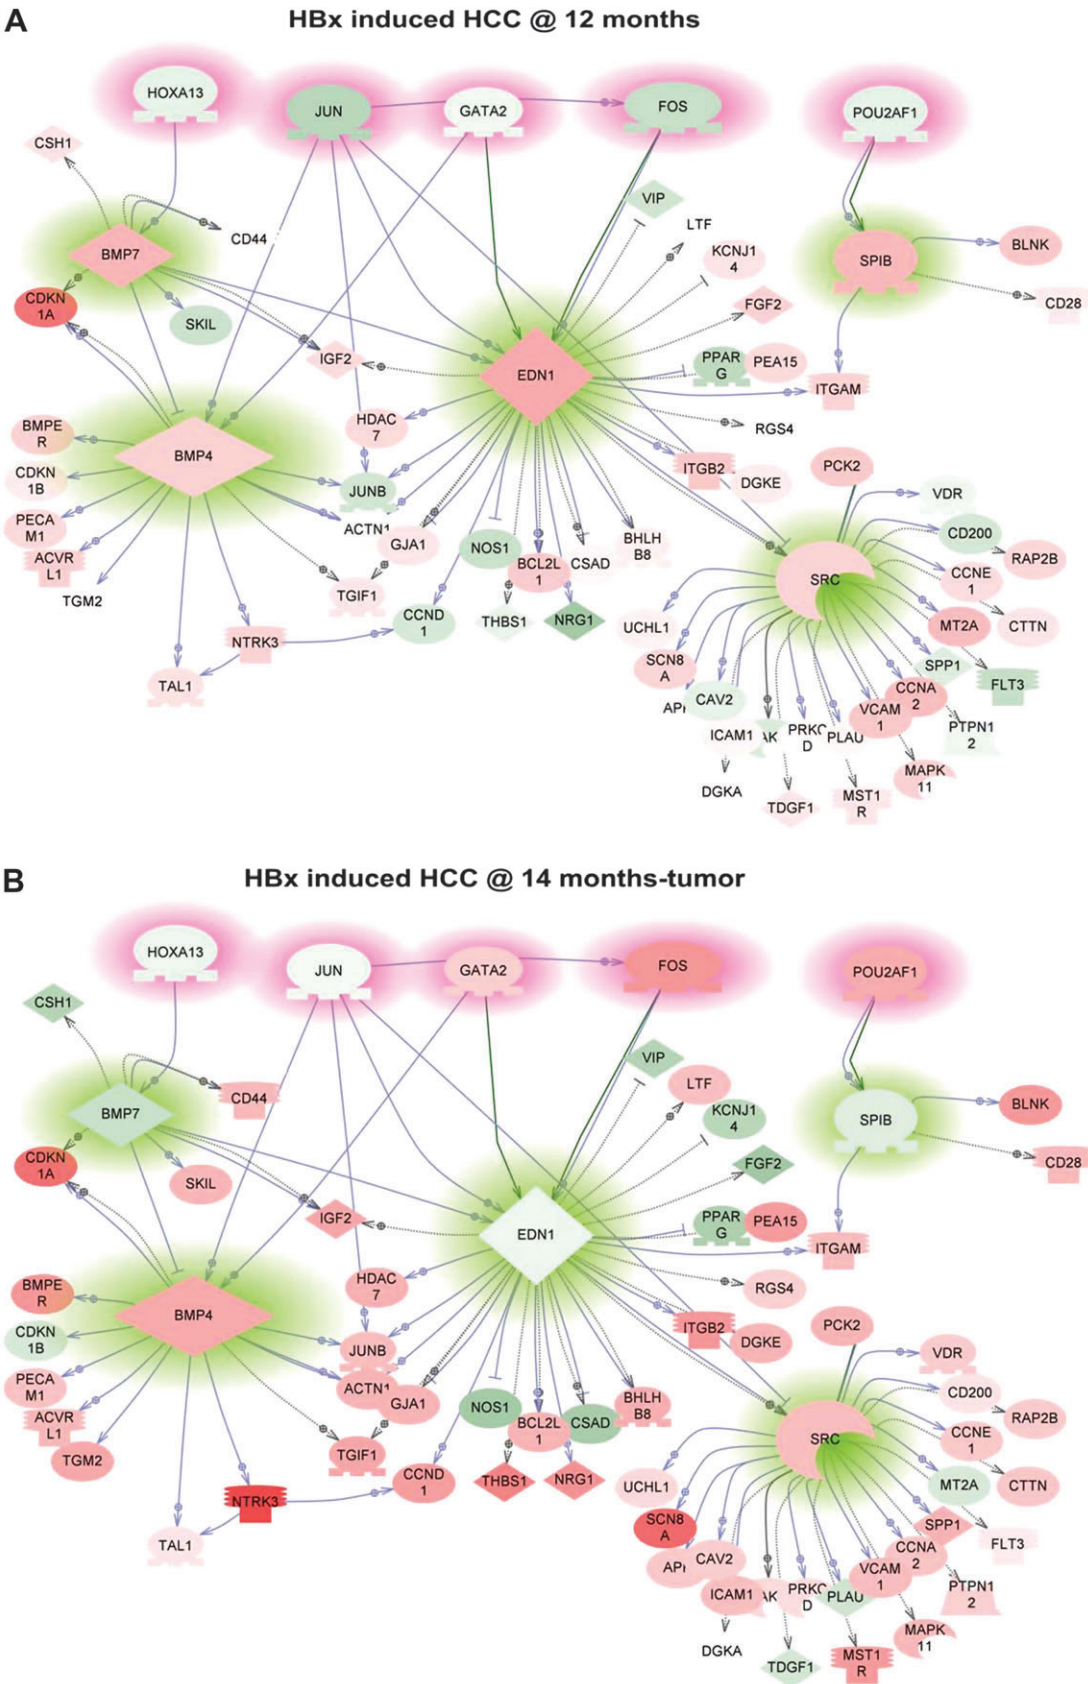 A
HBx induced HCC @ 12 months
HOXA13
JUN
GATA2
FOS
POU2AF1
CSH1
VIP
LTF
CD44
BMP7
KCNJ1
4
SPIB
BLNK
CDKN
1A
SKIL
FGF2
CD28
IGF2
EDN1
PPAR
G
PEA15
ITGAM
BMPE
R
HDAC
7
RGS4
BMP4
CDKN
1B
ITGB2
PCK2
DGKE
JUNB
VDR
PECA
M1
ACTN1
GJA1
NOS1
BHLH
B8
CD200
ACVR
L1
BCL2L
1
CSAD
RAP2B
SRC
CCNE
1
TGM2
TGIF1
CCND
1
THBS1
NRG1
UCHL1
MT2A
CTTN
NTRK3
SCN8
A
SPP1
TAL1
FLT3
CAV2
CCNA
2
VCAM
1
ICAM1
AK
PRKC
D
PLAU
PTPN1
2
MAPK
11
DGKA
TDGF1
MST1
R
B
HBx induced HCC @ 14 months-tumor
HOXA13
JUN
GATA2
FOS
POU2AF1
CSH1
VIP
LTF
CD44
BMP7
KCNJ1
4
SPIB
BLNK
CDKN
1A
SKIL
FGF2
CD28
IGF2
EDN1
PPAR
G
PEA15
ITGAM
BMPE
R
HDAC
7
RGS4
BMP4
CDKN
1B
ITGB2
PCK2
DGKE
JUNB
VDR
PECA
M1
ACTN1
GJA1
NOS1
BHLH
B8
CD200
ACVR
L1
BCL2L
1
CSAD
RAP2B
SRC
CCNE
1
TGM2
TGIF1
CCND
1
THBS1
NRG1
UCHL1
MT2A
CTTN
NTRK3
SCN8
A
SPP1
TAL1
FLT3
CAV2
CCNA
2
VCAM
1
ICAM1
AK
PRKC
D
PLAU
PTPN1
2
MAPK
11
DGKA
TDGF1
MST1
R